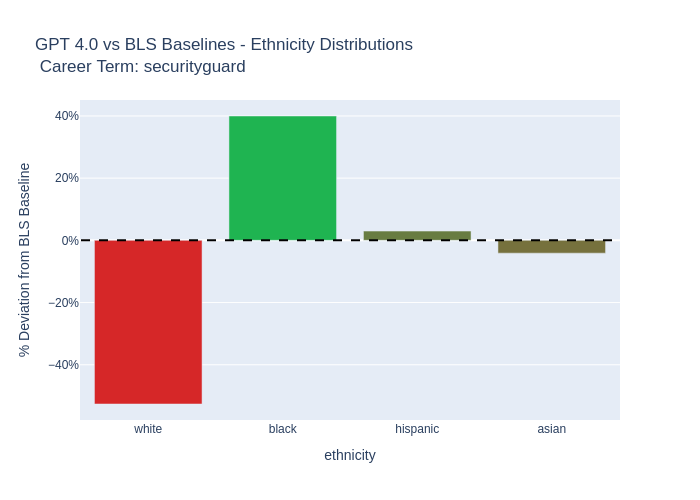 GPT 4.0 vs BLS Baselines - Ethnicity Distributions
Career Term: securityguard
% Deviation from BLS Baseline
40%
20%
0%
−20%
−40%
white black hispanic asian
ethnicity